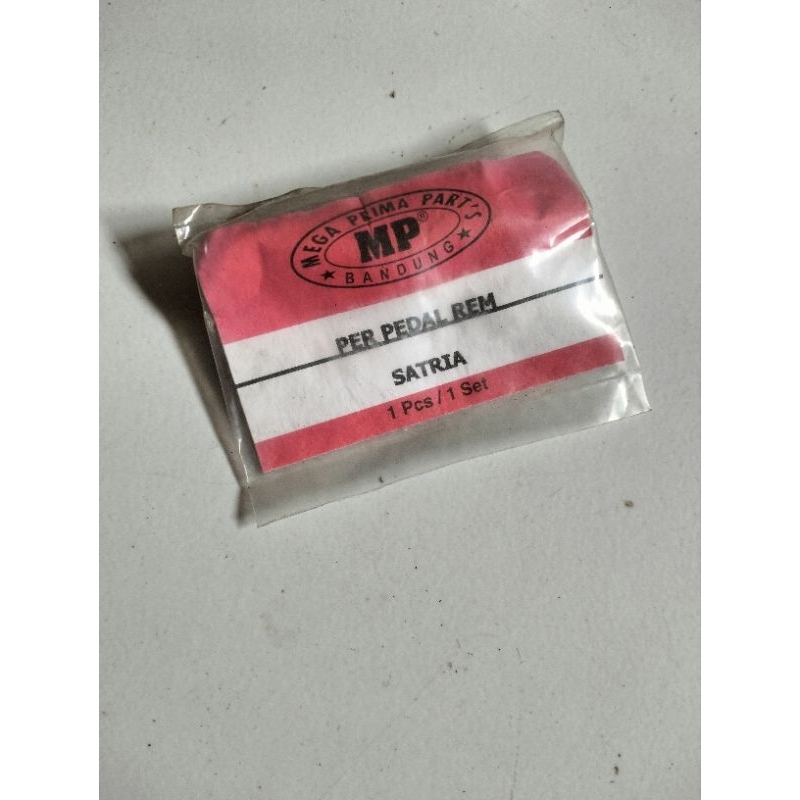 MEGA PRIMA PART'S
MP®
BANDUNG
PER PEDAL REM
SATRIA
1 Pcs / 1 Set